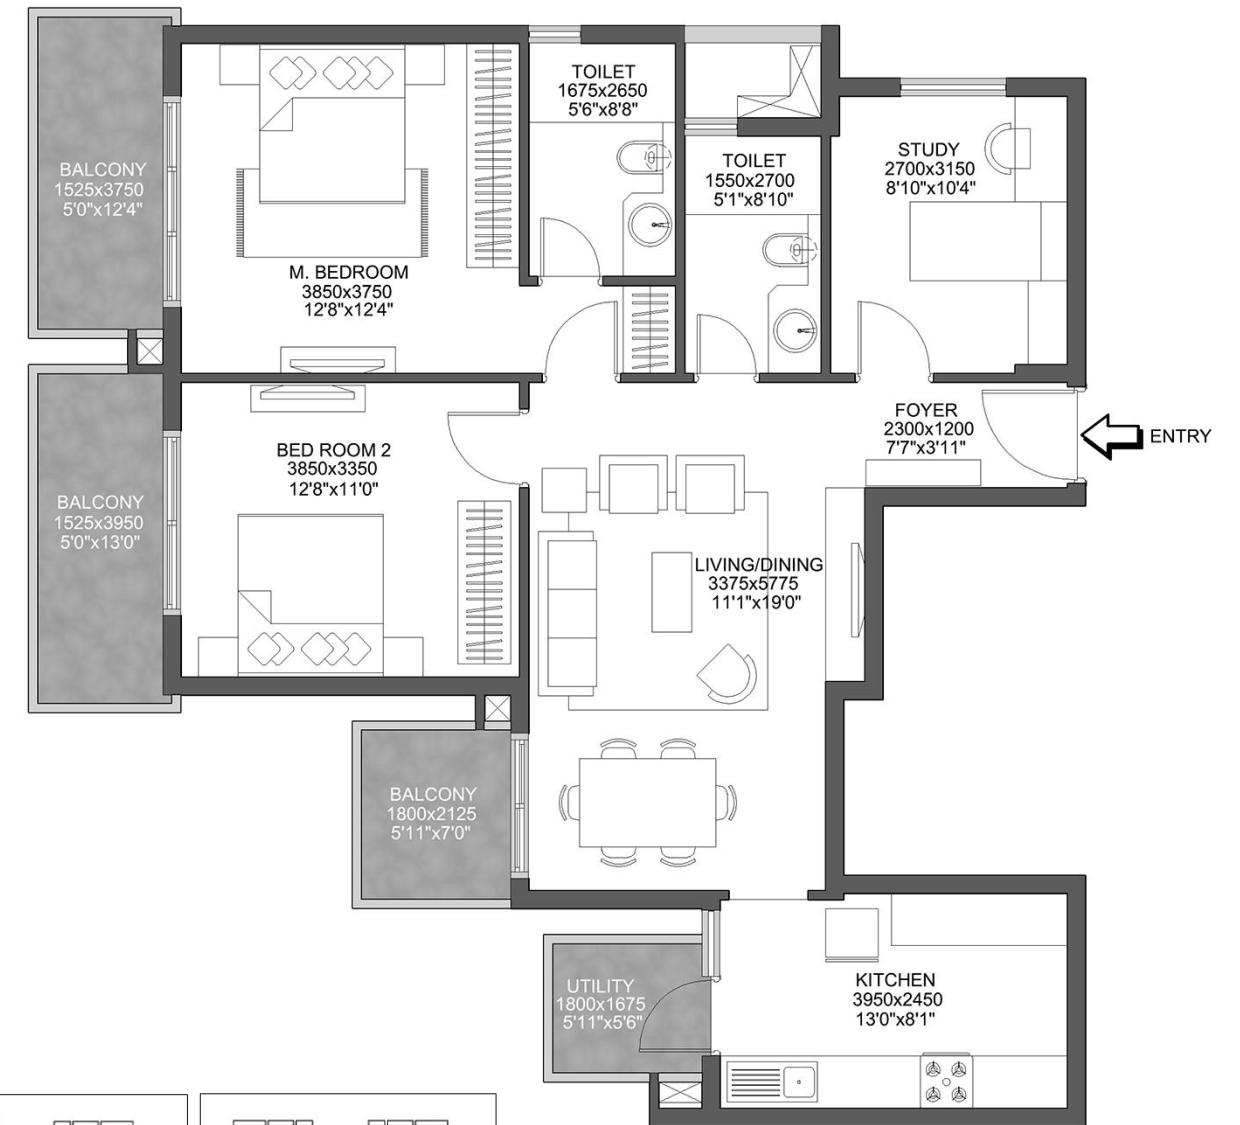 TOILET
1675x2650
5'6"x8'8"
BALCONY
1525x3750
5'0"x12'4"
TOILET
1550x2700
5'1"x8'10"
STUDY
2700x3150
8'10"x10'4"
M. BEDROOM
3850x3750
12'8"x12'4"
FOYER
2300x1200
7'7"x3'11"
ENTRY
BED ROOM 2
3850x3350
12'8"x11'0"
BALCONY
1525x3950
5'0"x13'0"
LIVING/DINING
3375x5775
11'1"x19'0"
BALCONY
1800x2125
5'11"x7'0"
UTILITY
1800x1675
5'11"x5'6"
KITCHEN
3950x2450
13'0"x8'1"